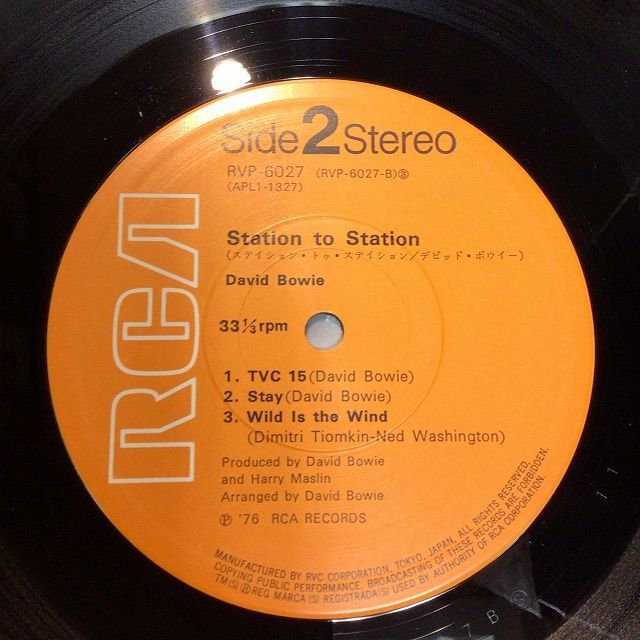 Side 2 Stereo
RVP-6027 (RVP-6027-B)③
(APL1-1327)
RCA
Station to Station
(ステイション・トゥ・ステイション/デビッド・ボウイー)
David Bowie
33 1/3 rpm
1. TVC 15 (David Bowie)
2. Stay (David Bowie)
3. Wild Is the Wind
(Dimitri Tiomkin-Ned Washington)
Produced by David Bowie
and Harry Maslin
Arranged by David Bowie
Ⓟ '76 RCA RECORDS
MANUFACTURED BY RVC CORPORATION, TOKYO, JAPAN, ALL RIGHTS RESERVED.
COPYING PUBLIC PERFORMANCE, BROADCASTING OF THESE RECORDS ARE FORBIDDEN.
TM(S) ® REG MARCA (S) REGISTRADA(S) USED BY AUTHORITY OF RCA CORPORATION.